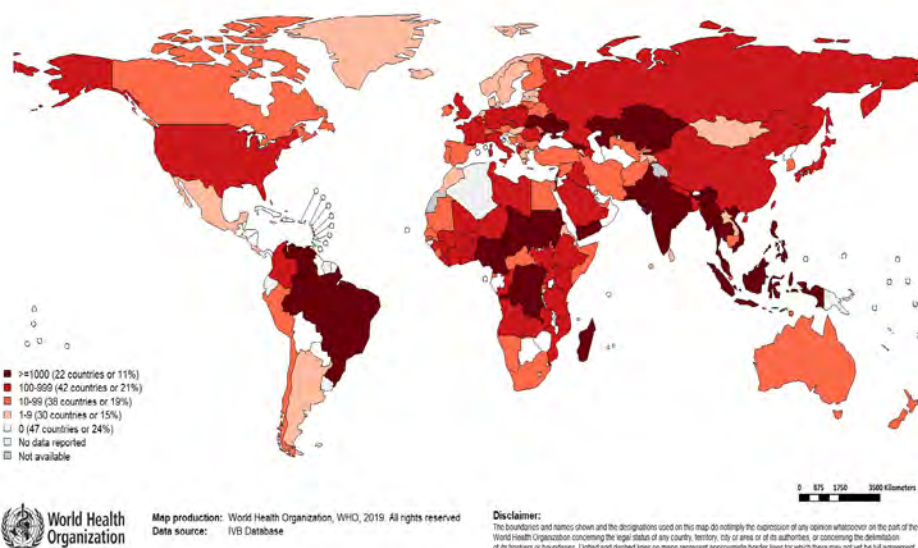 >=1000 (22 countries or 11%)
100-999 (42 countries or 21%)
10-99 (38 countries or 19%)
1-9 (30 countries or 15%)
0 (47 countries or 24%)
No data reported
Not available
0 875 1750 3500 Kilometers
World Health
Organization
Map production: World Health Organization, WHO, 2019. All rights reserved
Data source: IVB Database
Disclaimer:
The boundaries and names shown and the designations used on this map do not imply the expression of any opinion whatsoever on the part of the
World Health Organization concerning the legal status of any country, territory, city or area or of its authorities, or concerning the delimitation